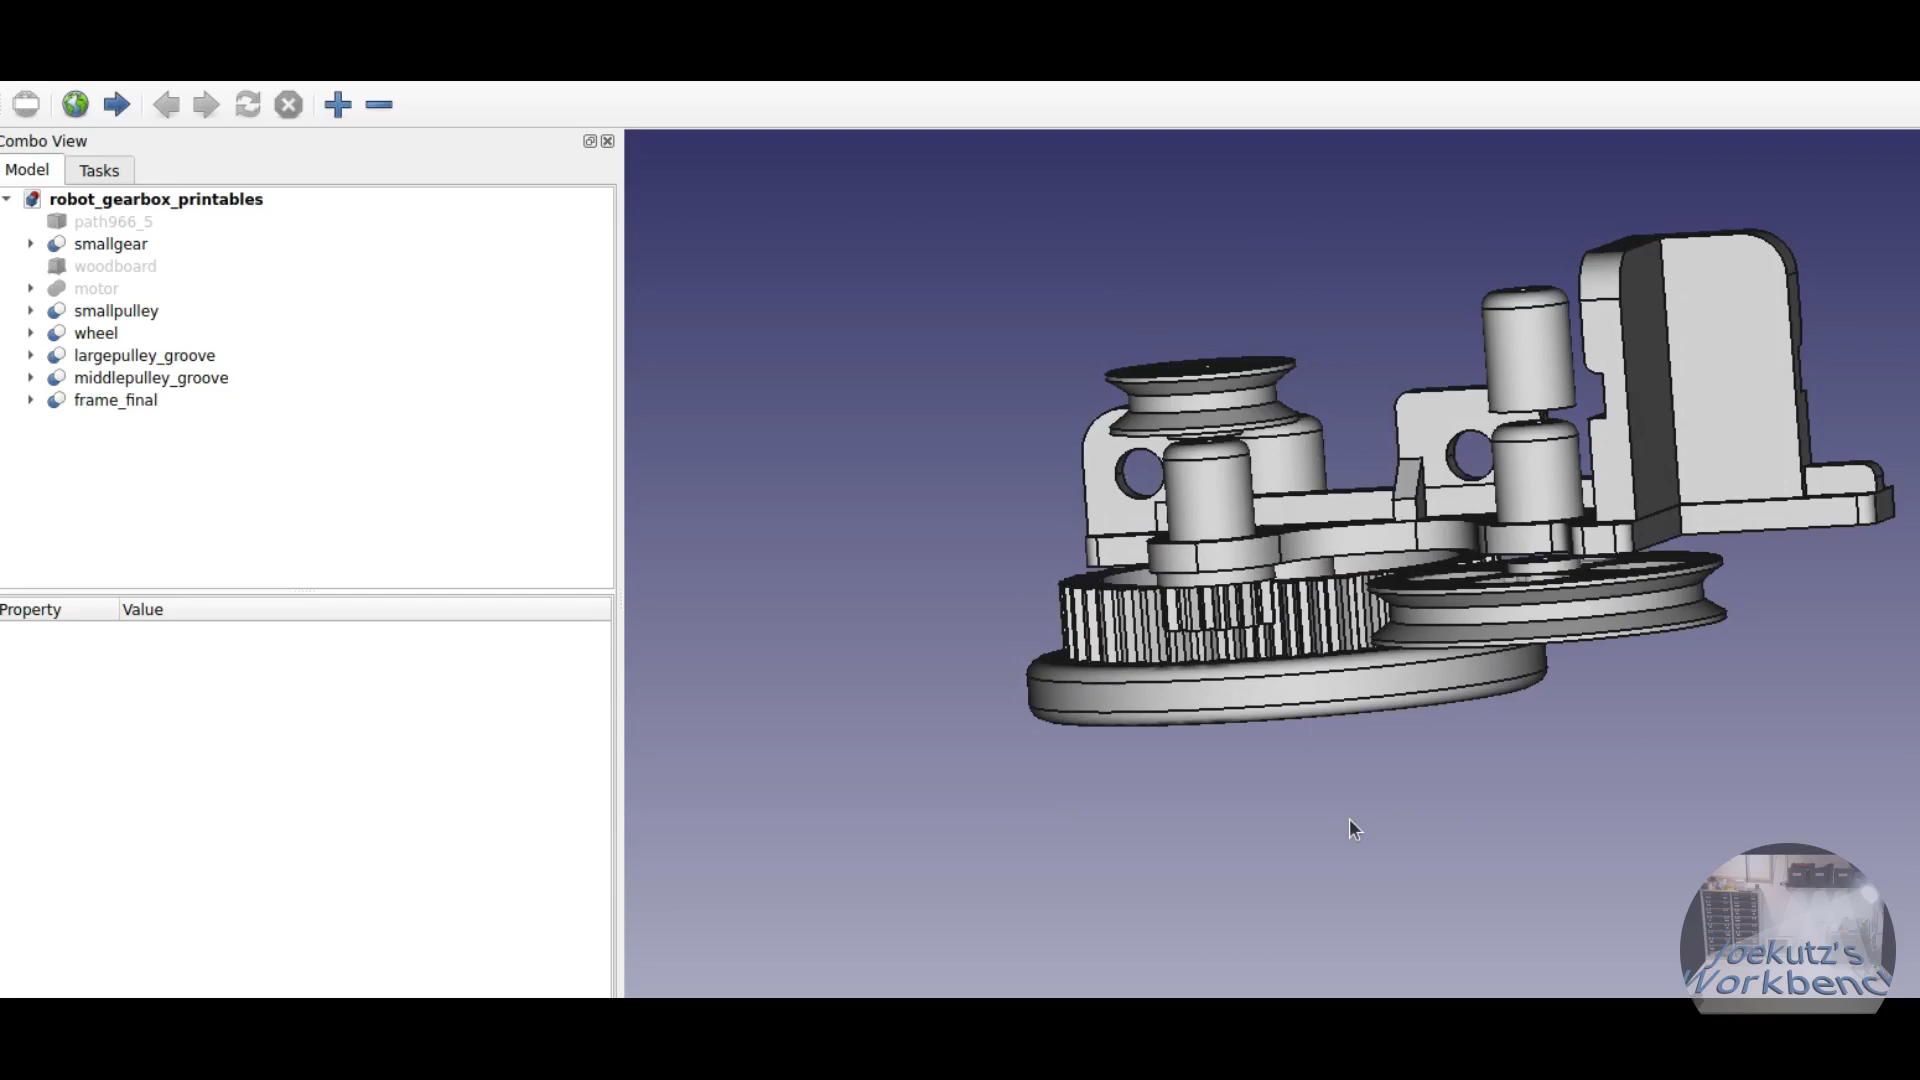 Combo View
Model
Tasks
robot_gearbox_printables
path966_5
smallgear
woodboard
motor
smallpulley
wheel
largepulley_groove
middlepulley_groove
frame_final
Property
Value
Joekutz's
Workbench